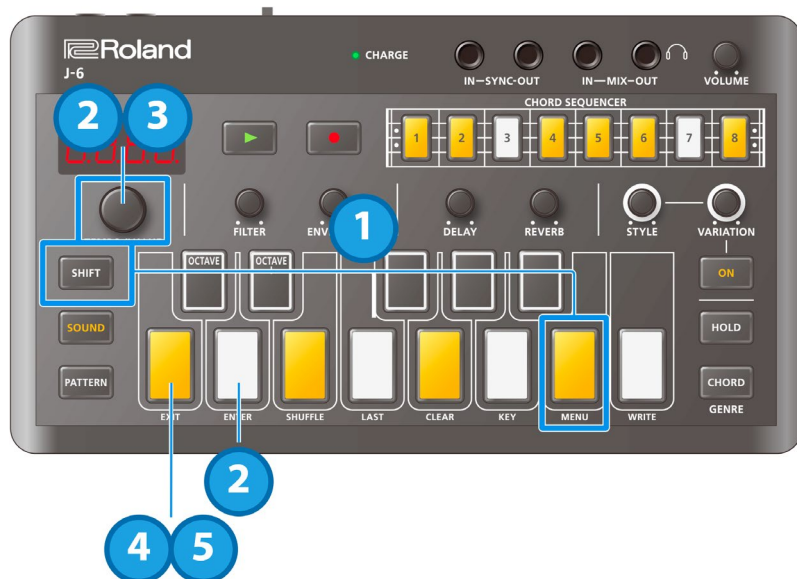 Roland
J-6
CHARGE
IN-SYNC-OUT
IN-MIX-OUT
VOLUME
CHORD SEQUENCER
1 2 3 4 5 6 7 8
2 3
FILTER
1
DELAY
REVERB
STYLE
VARIATION
SHIFT
OCTAVE
OCTAVE
ON
SOUND
HOLD
PATTERN
CHORD
GENRE
EXIT
ENTER
SHUFFLE
LAST
CLEAR
KEY
MENU
WRITE
2
4 5